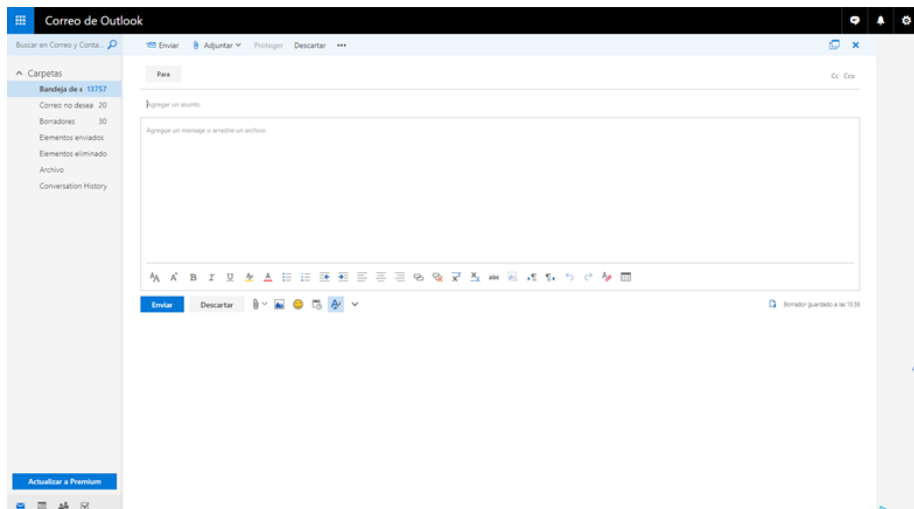 Correo de Outlook
Buscar en Correo y Conta...
Enviar Adjuntar Proteger Descartar •••
Carpetas
Bandeja de e 13757
Correo no desea 20
Borradores 30
Elementos enviados
Elementos eliminado
Archivo
Conversation History
Para
Cc Cco
Agregar un asunto
Agregue un mensaje o arrastre un archivo
Enviar Descartar
Borrador guardado a las 11:36
Actualizar a Premium